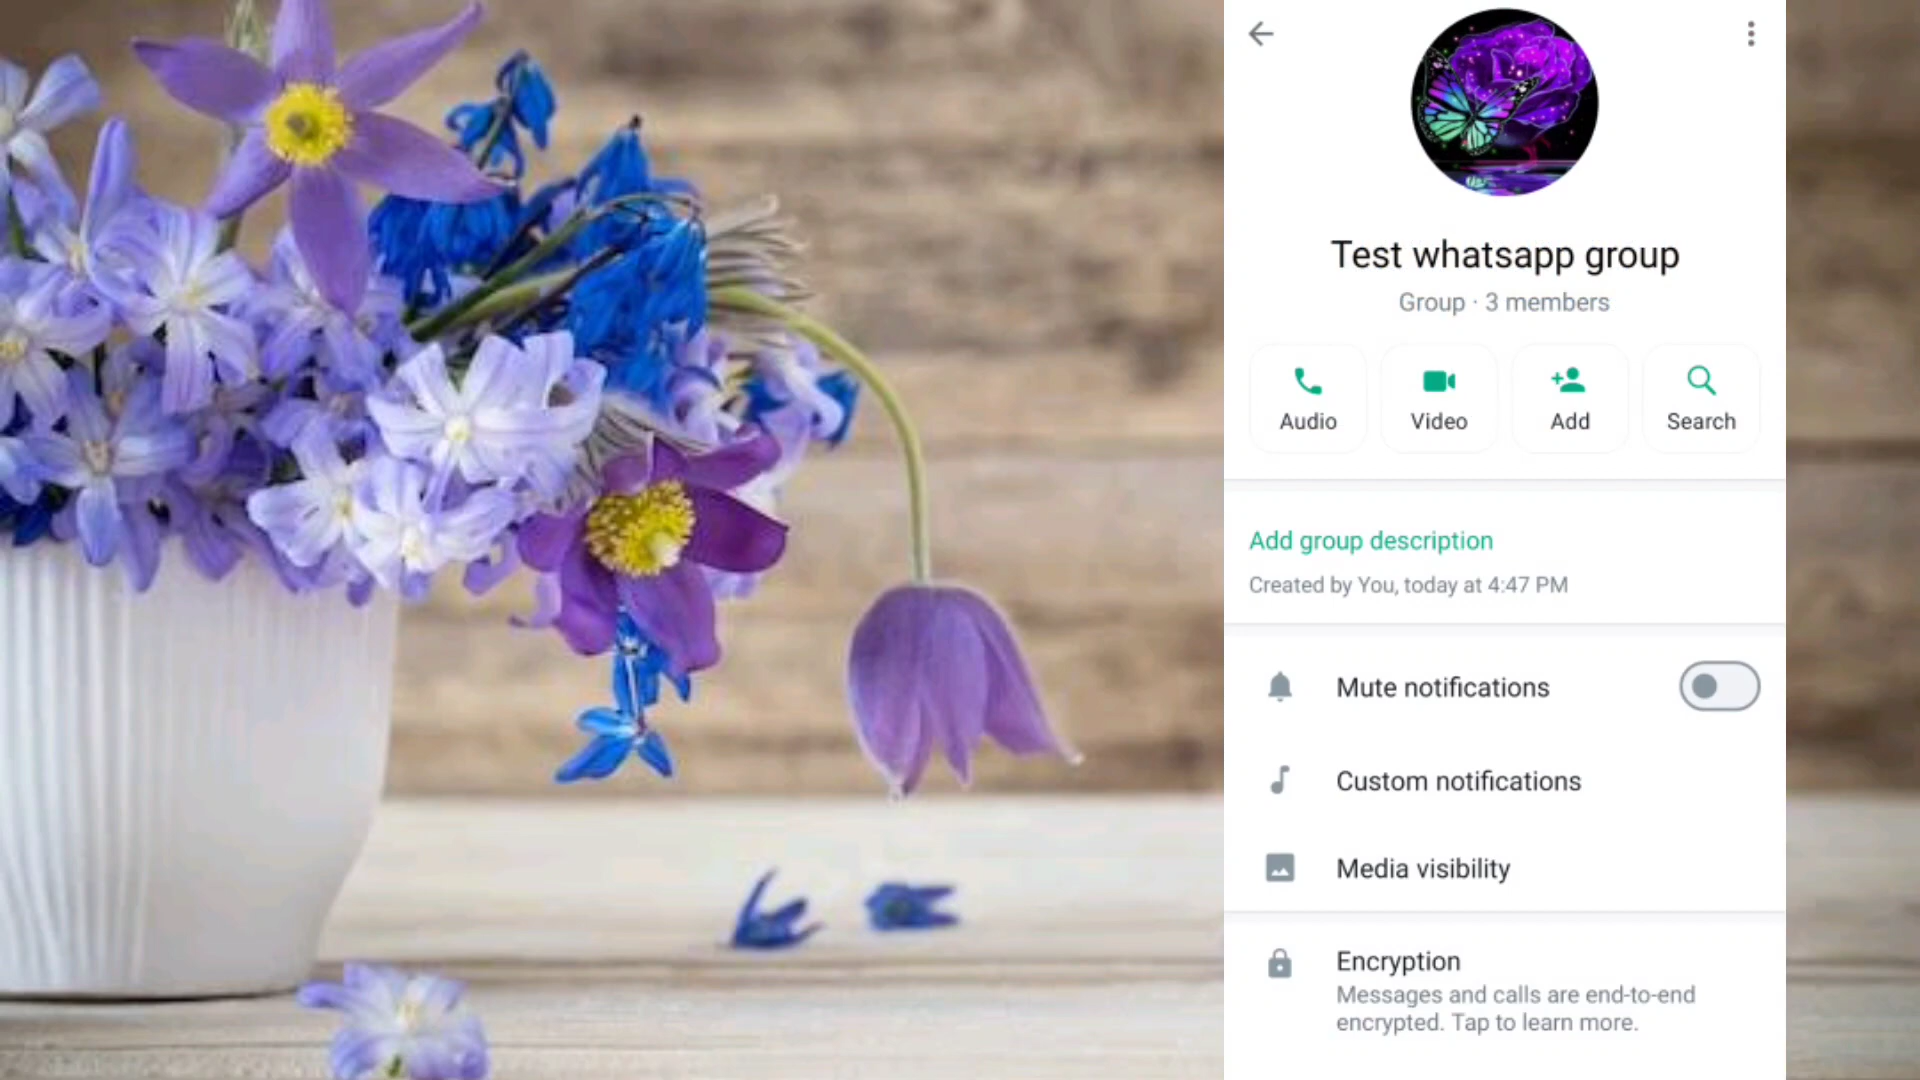 Test whatsapp group
Group · 3 members
Audio Video Add Search
Add group description
Created by You, today at 4:47 PM
Mute notifications
Custom notifications
Media visibility
Encryption
Messages and calls are end-to-end
encrypted. Tap to learn more.